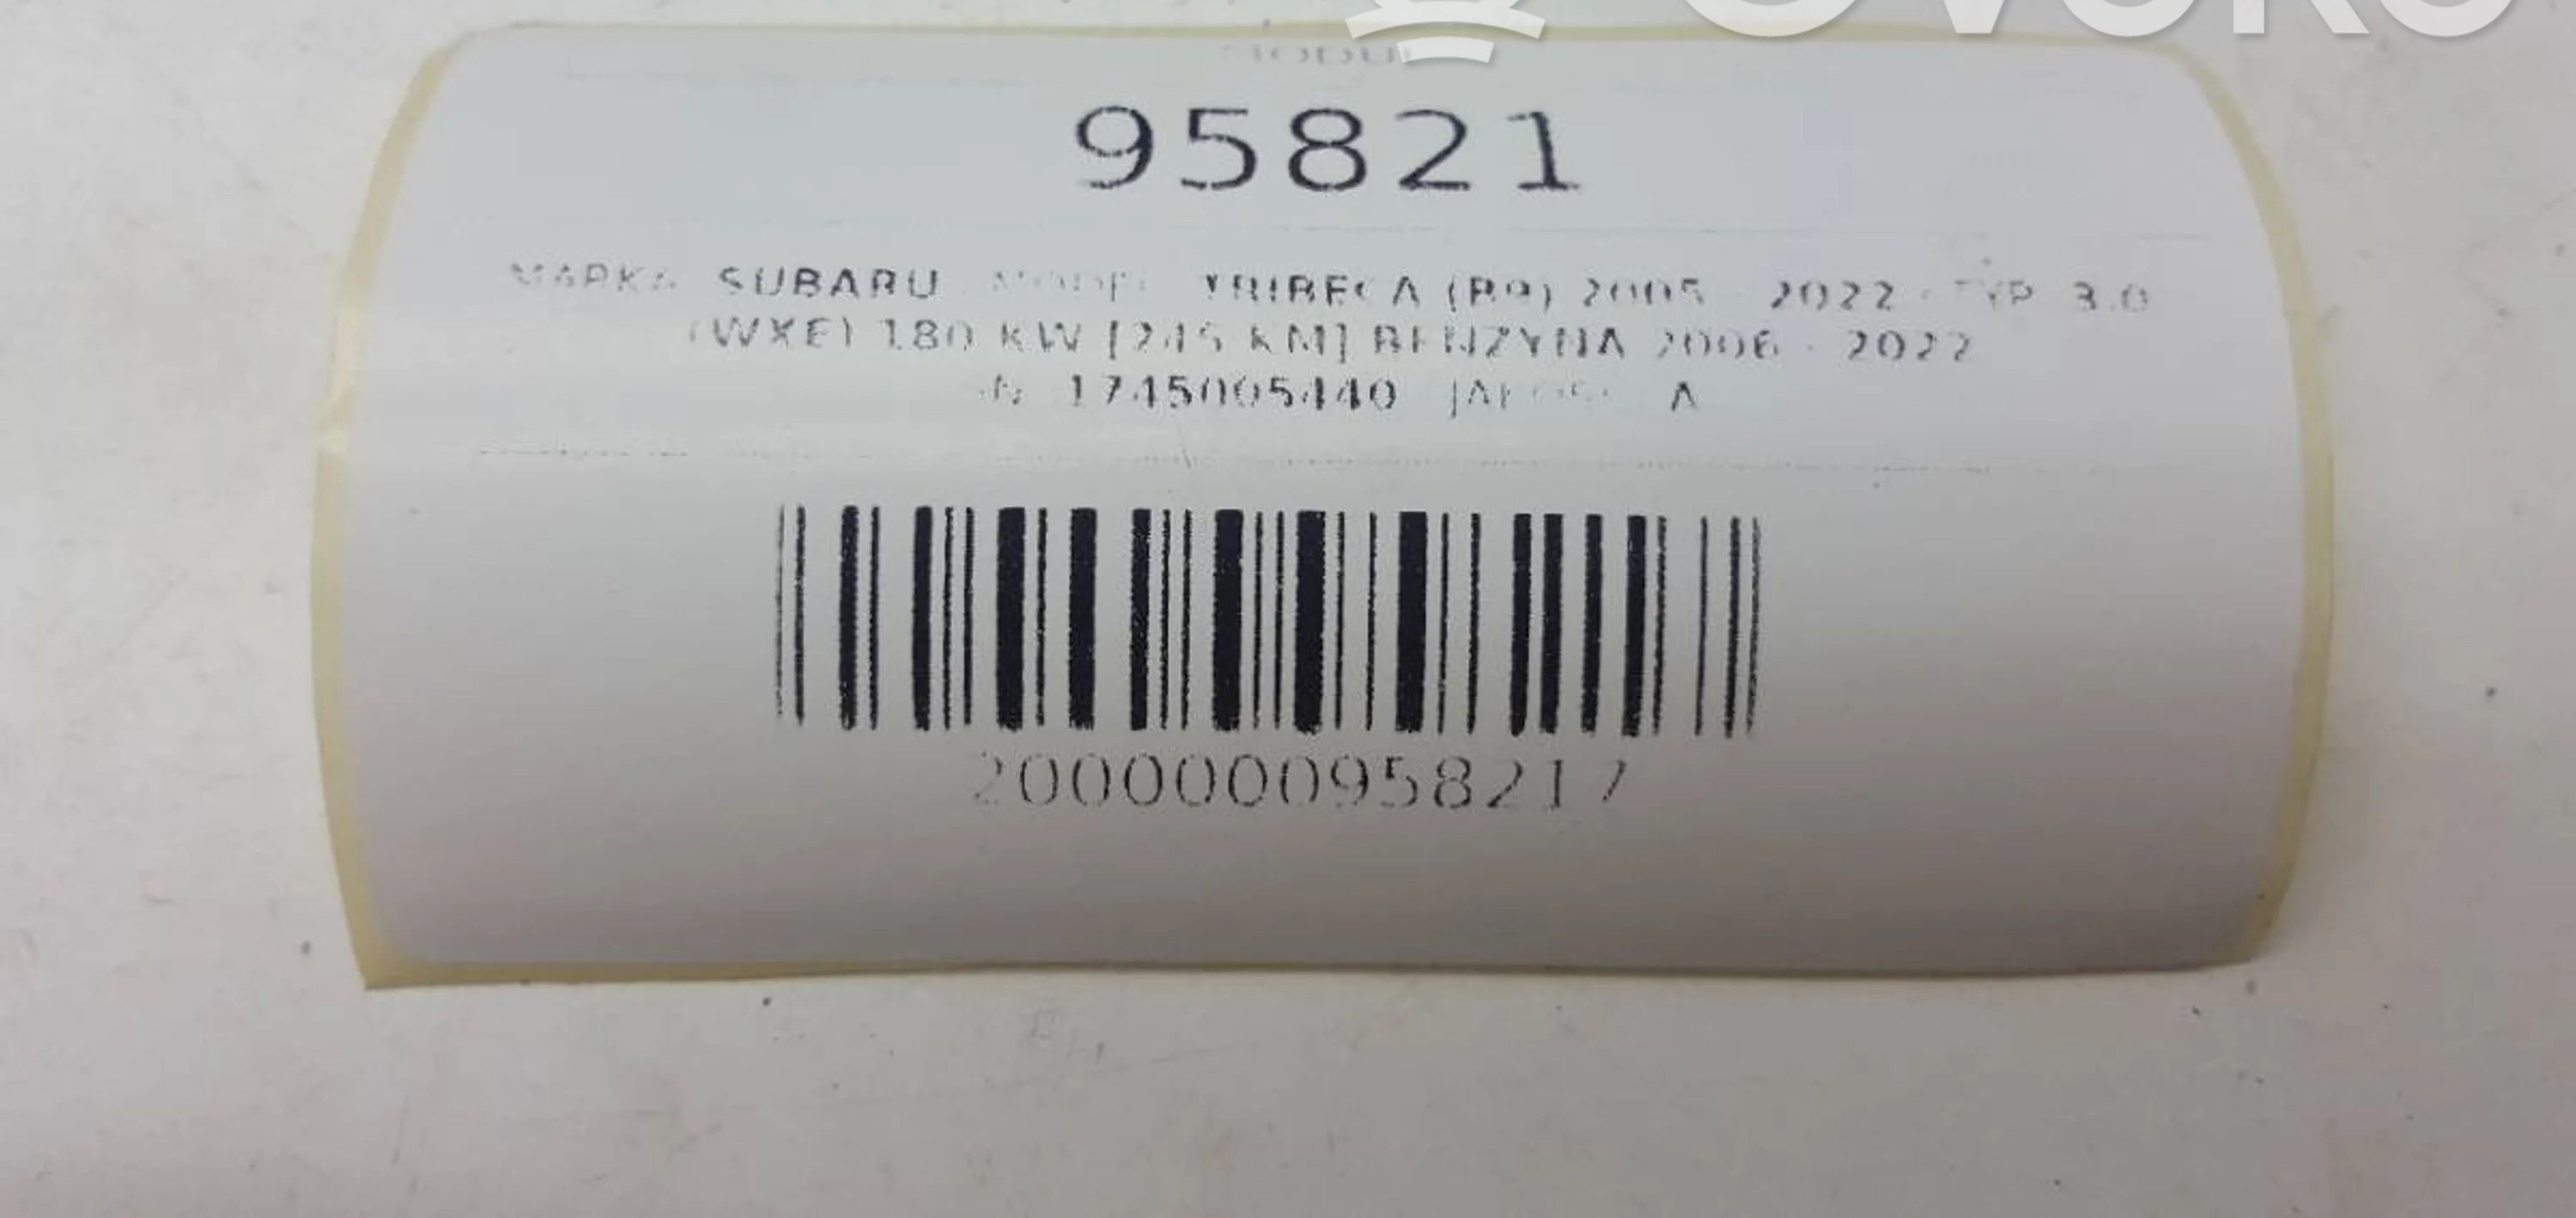 95821
MARKA SUBARU MODEL TRIBECA (B9) 2005 - 2022 TYP 3.0
(WXE) 180 KW [245 KM] BENZYNA 2006 - 2022
1745005440 JAKOŚĆ A
2000000958217